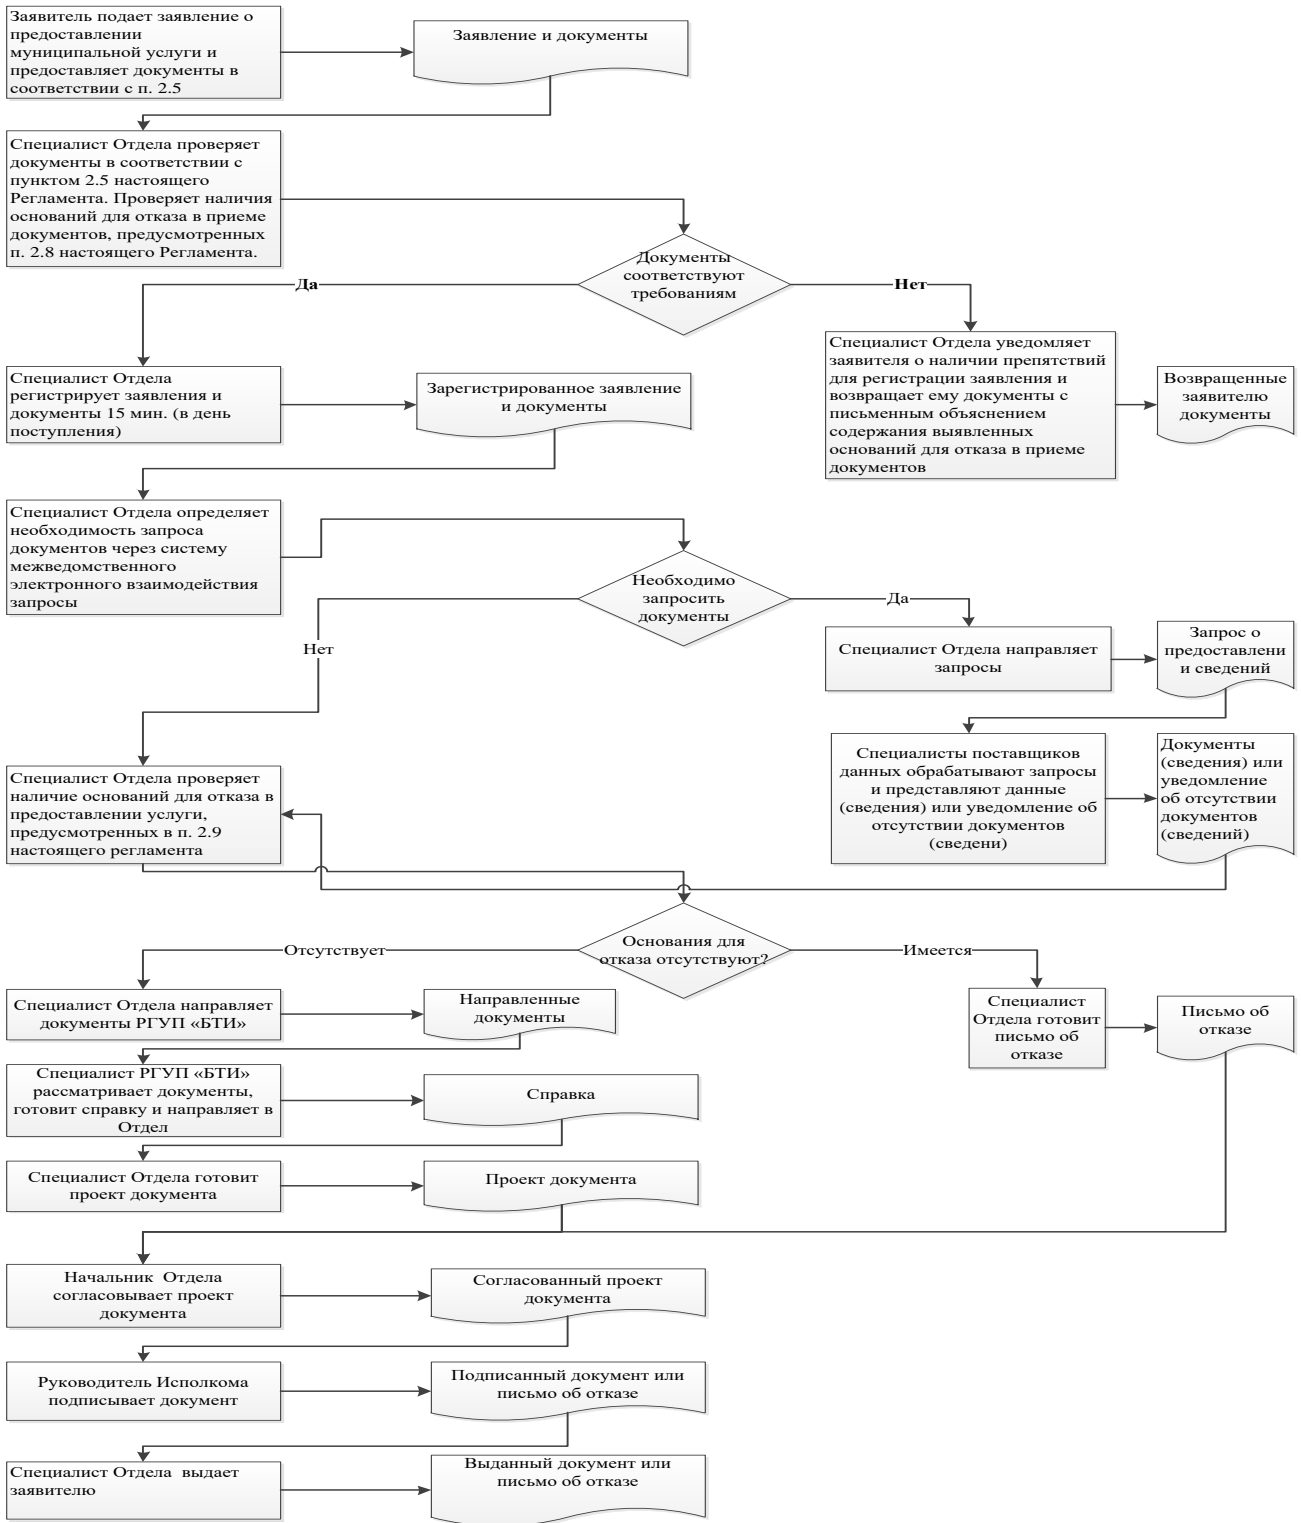 Заявитель подает заявление о
предоставлении
муниципальной услуги и
предоставляет документы в
соответствии с п. 2.5
Заявление и документы
Специалист Отдела проверяет
документы в соответствии с
пунктом 2.5 настоящего
Регламента. Проверяет наличия
оснований для отказа в приеме
документов, предусмотренных
п. 2.8 настоящего Регламента.
Документы
соответствуют
требованиям
Да
Нет
Специалист Отдела
регистрирует заявления и
документы 15 мин. (в день
поступления)
Зарегистрированное заявление
и документы
Специалист Отдела уведомляет
заявителя о наличии препятствий
для регистрации заявления и
возвращает ему документы с
письменным объяснением
содержания выявленных
оснований для отказа в приеме
документов
Возвращенные
заявителю
документы
Специалист Отдела определяет
необходимость запроса
документов через систему
межведомственного
электронного взаимодействия
запросы
Необходимо
запросить
документы
Да
Нет
Специалист Отдела направляет
запросы
Запрос о
предоставлени
и сведений
Специалисты поставщиков
данных обрабатывают запросы
и представляют данные
(сведения) или уведомление об
отсутствии документов
(сведени)
Документы
(сведения) или
уведомление
об отсутствии
документов
(сведений)
Специалист Отдела проверяет
наличие оснований для отказа в
предоставлении услуги,
предусмотренных в п. 2.9
настоящего регламента
Основания для
отказа отсутствуют?
Отсутствует
Имеется
Специалист Отдела направляет
документы РГУП «БТИ»
Направленные
документы
Специалист
Отдела готовит
письмо об
отказе
Письмо об
отказе
Специалист РГУП «БТИ»
рассматривает документы,
готовит справку и направляет в
Отдел
Справка
Специалист Отдела готовит
проект документа
Проект документа
Начальник  Отдела
согласовывает проект
документа
Согласованный проект
документа
Руководитель Исполкома
подписывает документ
Подписанный документ или
письмо об отказе
Специалист Отдела  выдает
заявителю
Выданный документ или
письмо об отказе